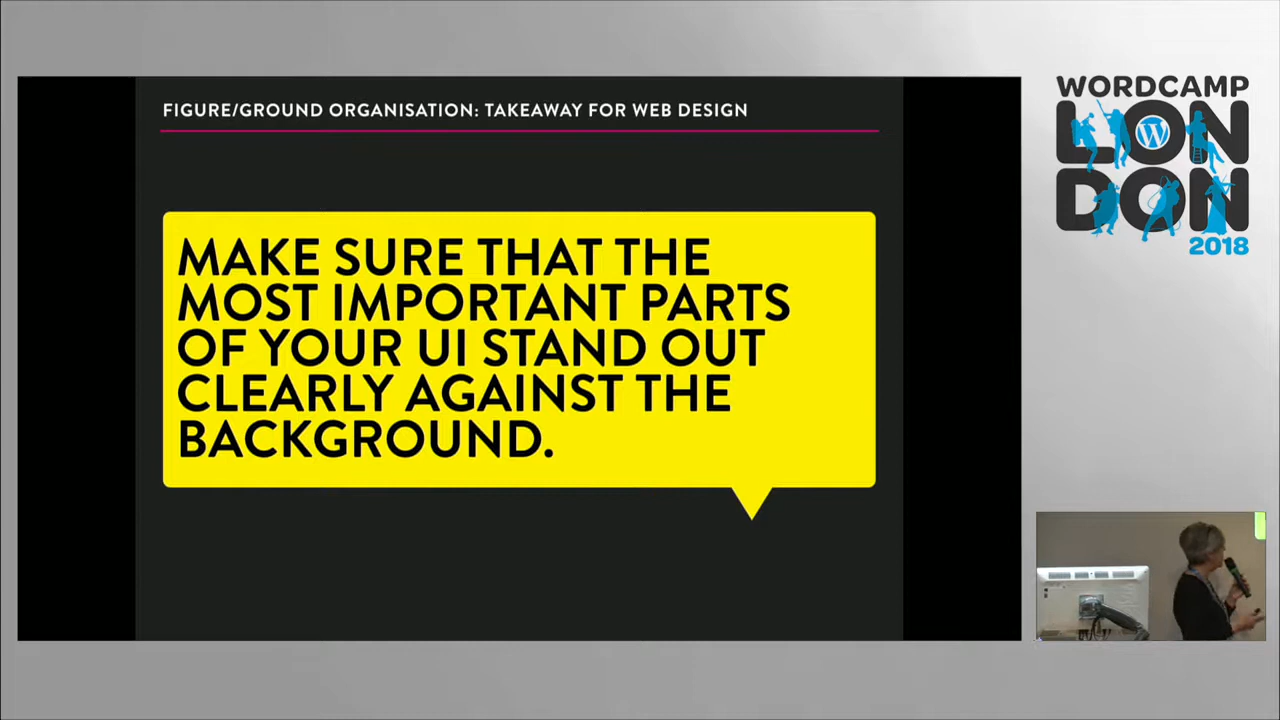 FIGURE/GROUND ORGANISATION: TAKEAWAY FOR WEB DESIGN
MAKE SURE THAT THE
MOST IMPORTANT PARTS
OF YOUR UI STAND OUT
CLEARLY AGAINST THE
BACKGROUND.
WORDCAMP
LON
DON
2018